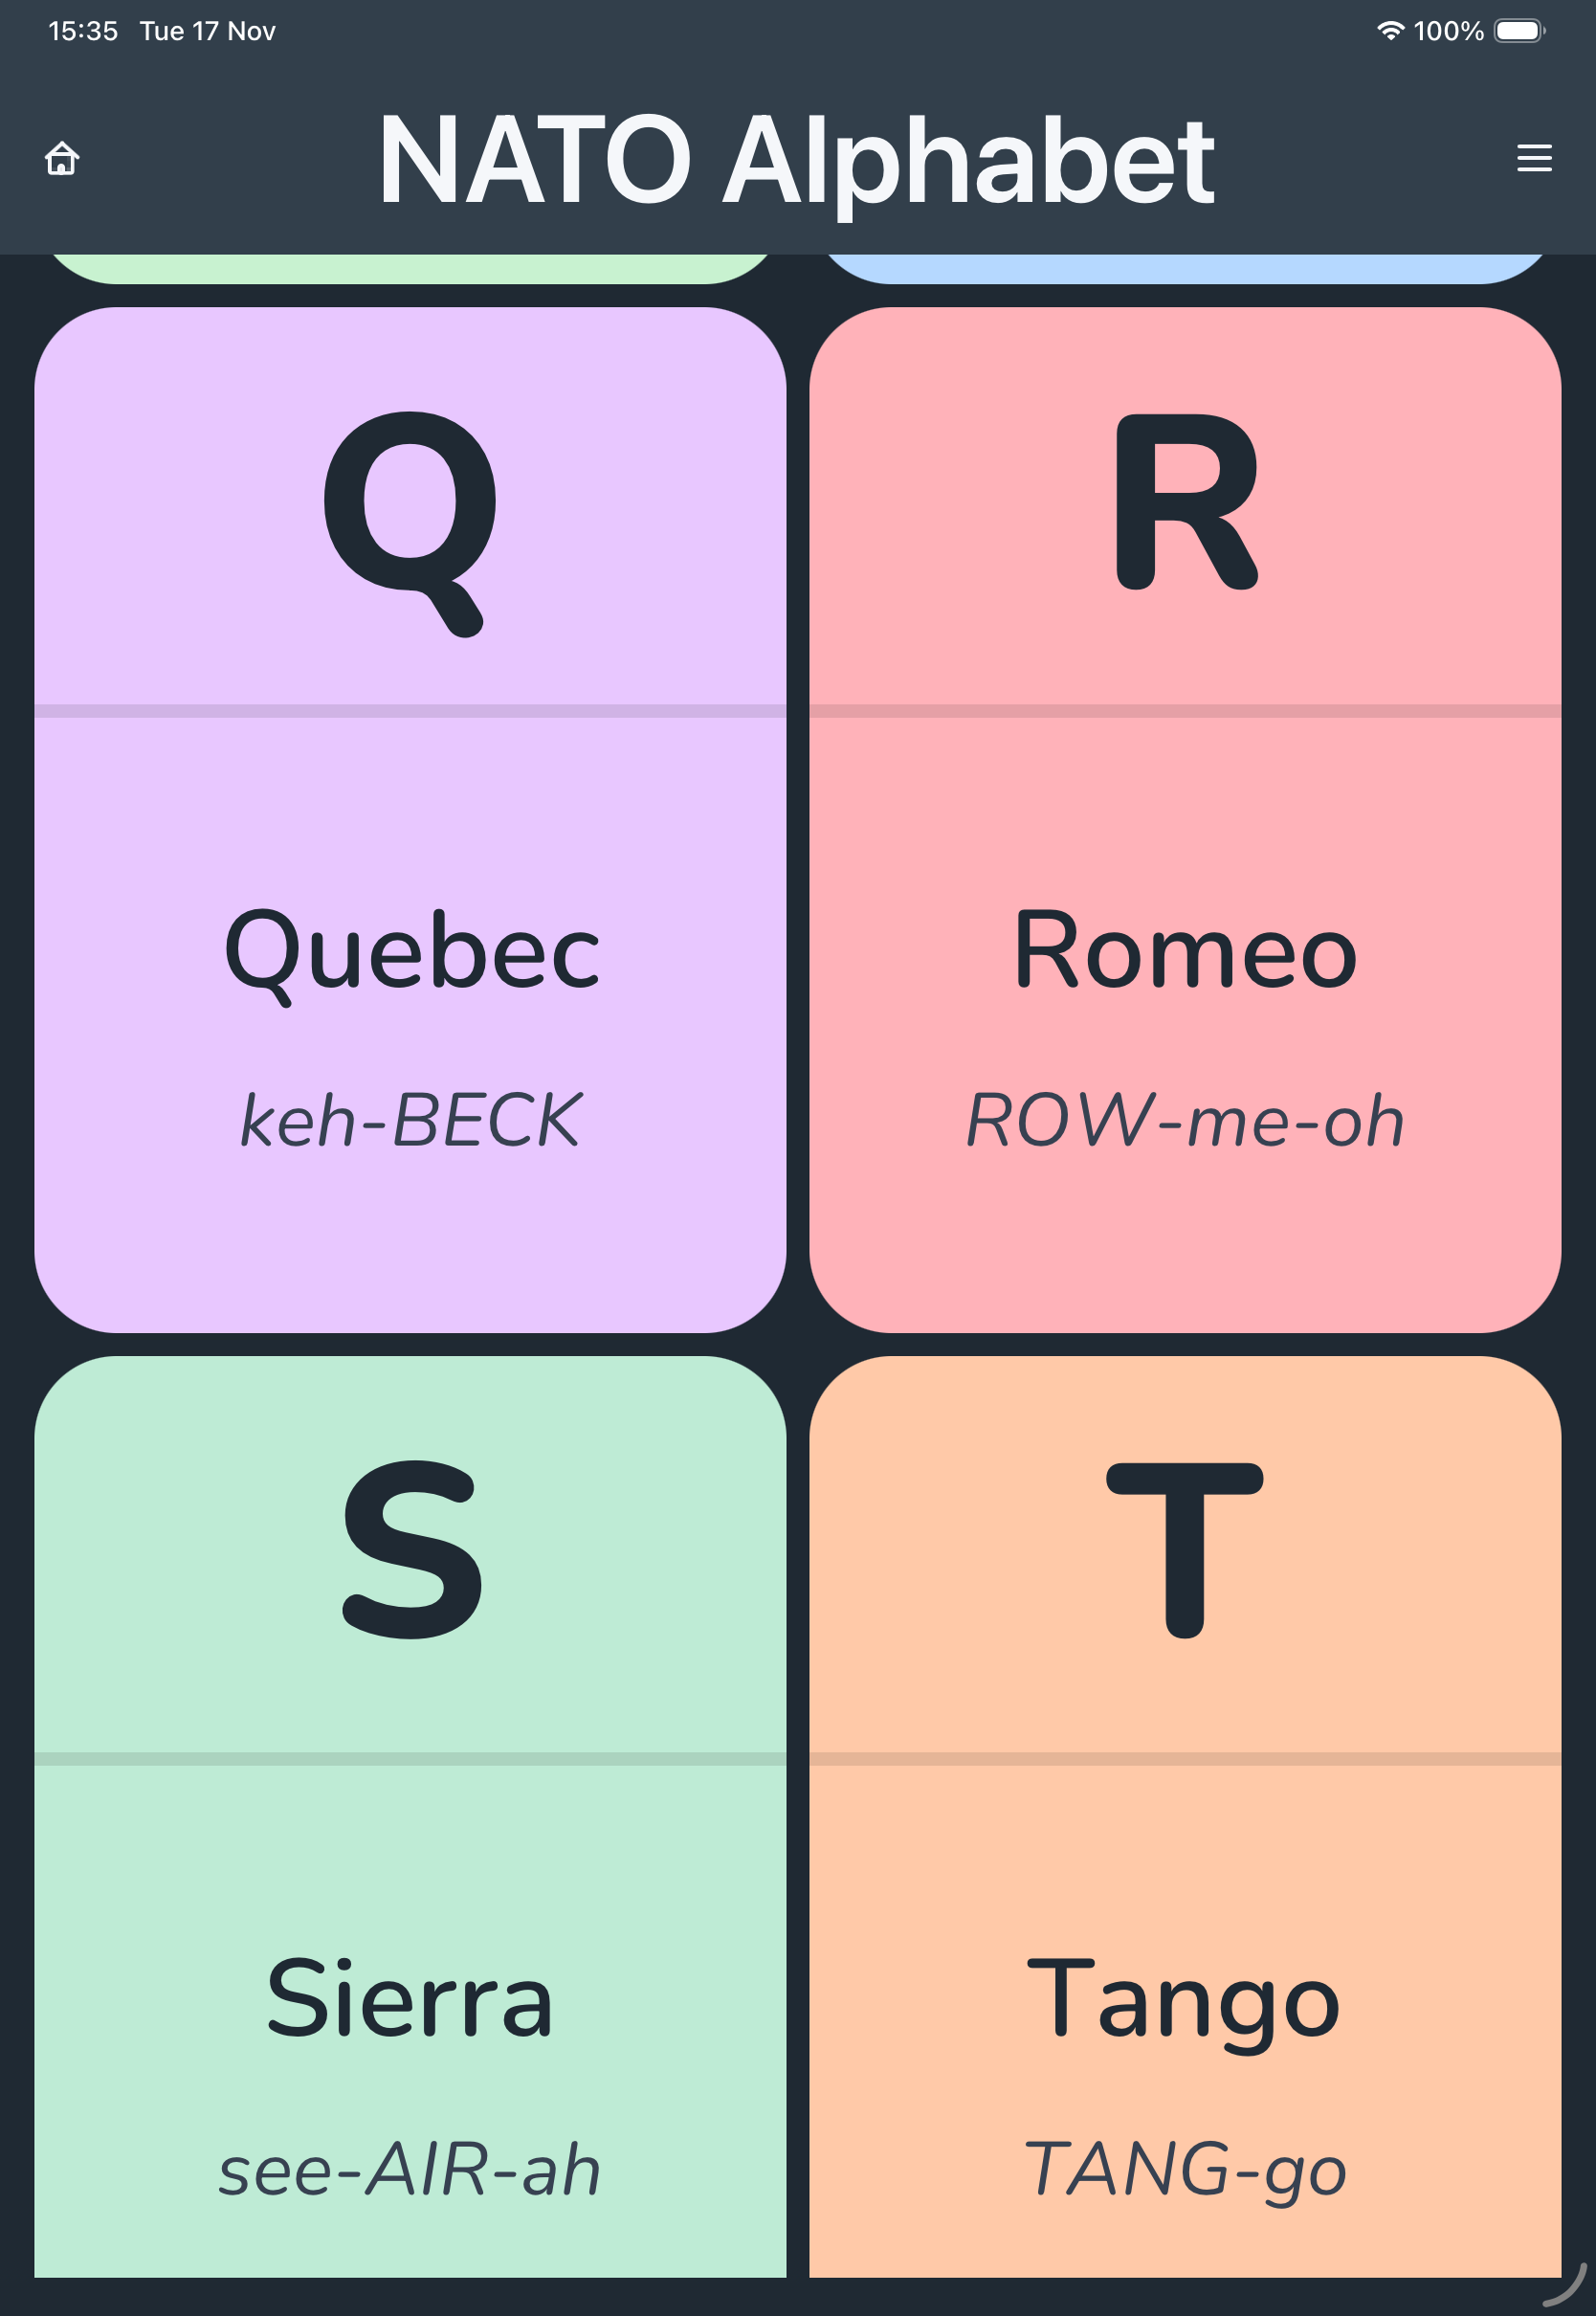 15:35 Tue 17 Nov 100%
NATO Alphabet
Q
Quebec
keh-BECK
R
Romeo
ROW-me-oh
S
Sierra
see-AIR-ah
T
Tango
TANG-go